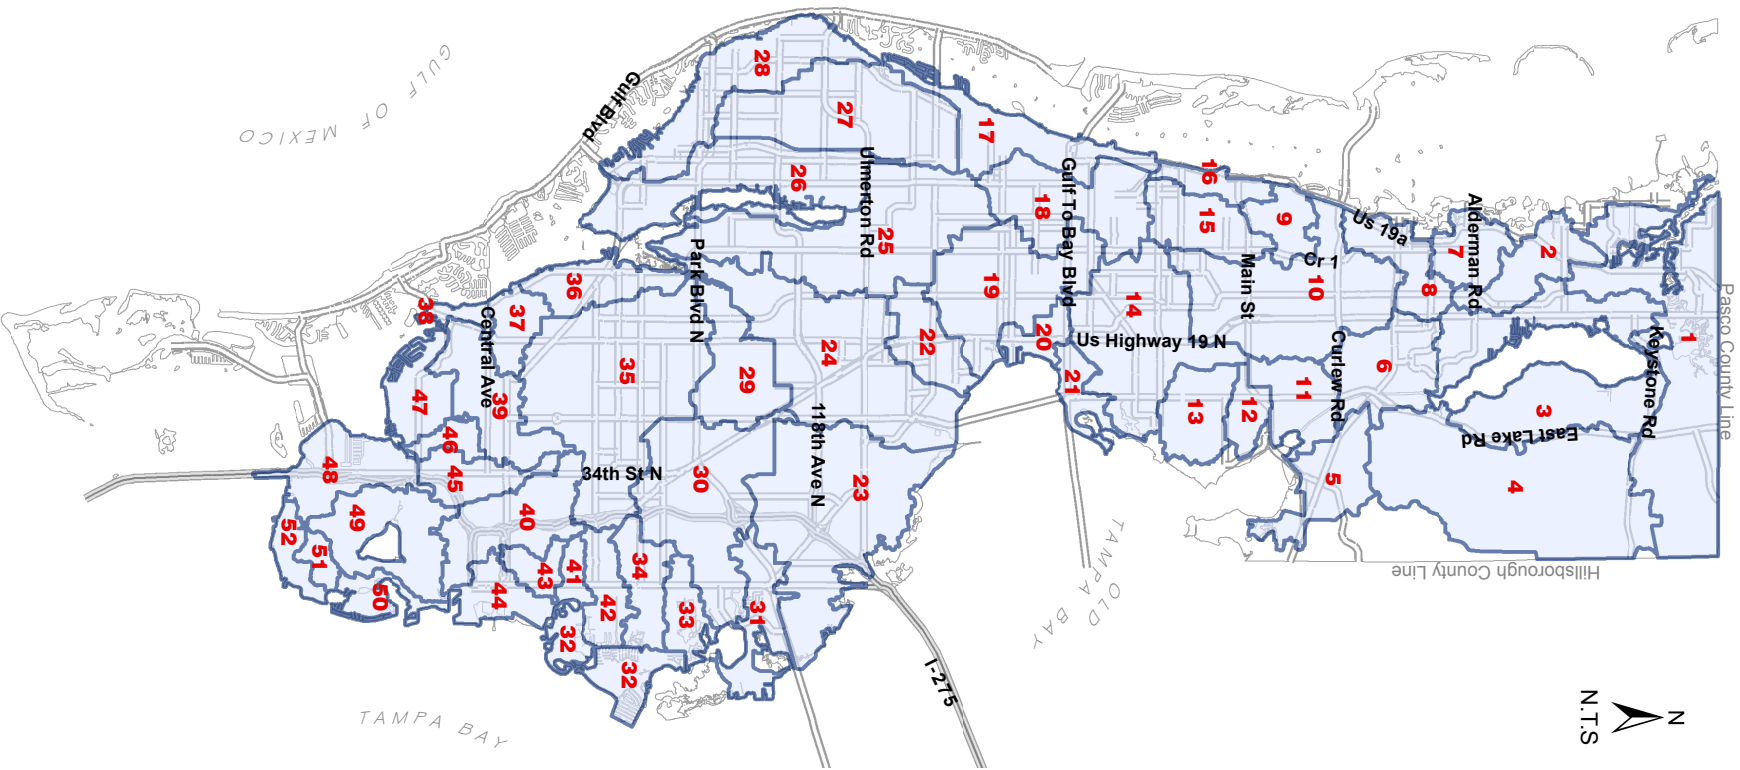 GULF OF MEXICO
Gulf Blvd
28
27
17
Ulmerton Rd
26
25
Gulf To Bay Blvd
18
16
15
9
Us 19a
Alderman Rd
7
2
Pasco County Line
Park Blvd N
36
37
38
Central Ave
19
14
Main St
Cr 1
10
8
1
Keystone Rd
35
24
29
22
20
Us Highway 19 N
21
Curlew Rd
6
47
39
46
118th Ave N
13
12
11
3
East Lake Rd
48
45
34th St N
30
23
5
4
49
52
51
40
Hillsborough County Line
50
44
43
41
34
42
32
33
31
32
OLD
TAMPA BAY
I-275
TAMPA BAY
N
N.T.S